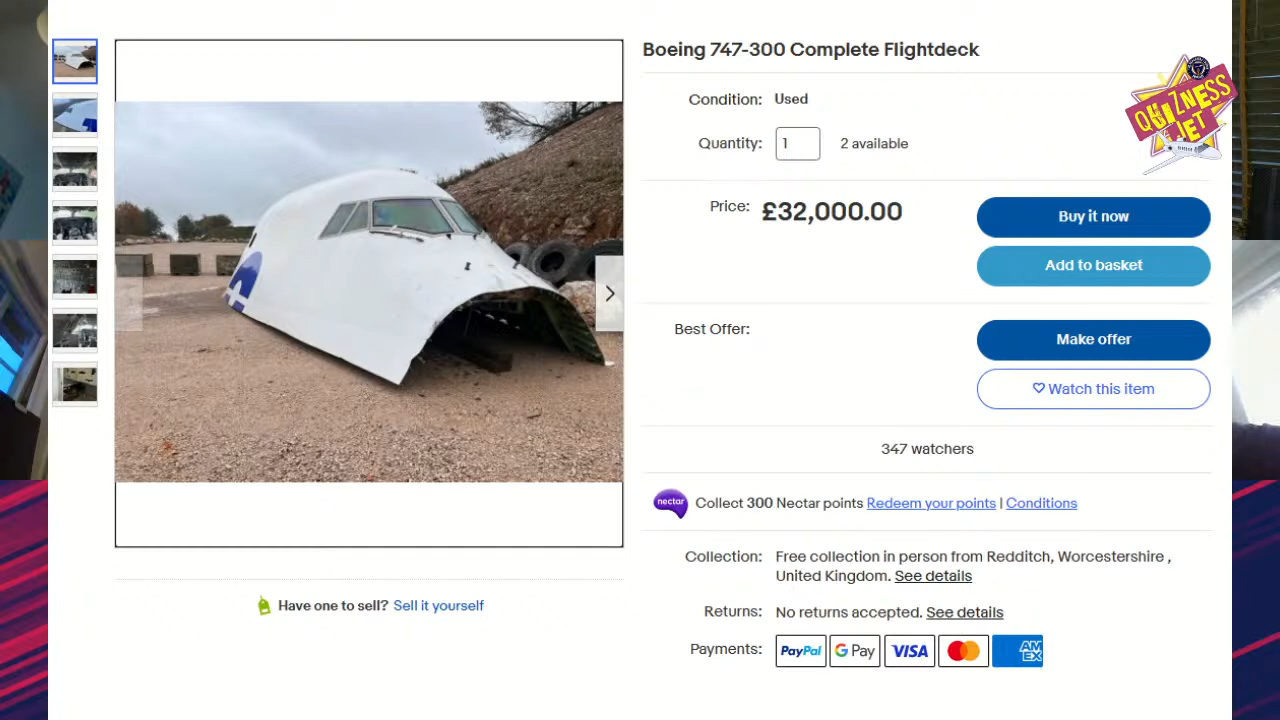 Boeing 747-300 Complete Flightdeck
Condition: Used
Quantity: 1 2 available
Price: £32,000.00
Buy it now
Add to basket
Best Offer:
Make offer
Watch this item
347 watchers
nectar Collect 300 Nectar points Redeem your points | Conditions
Collection: Free collection in person from Redditch, Worcestershire ,
United Kingdom. See details
Returns: No returns accepted. See details
Payments: PayPal G Pay VISA AM EX
Have one to sell? Sell it yourself
QUIZNESS
JET